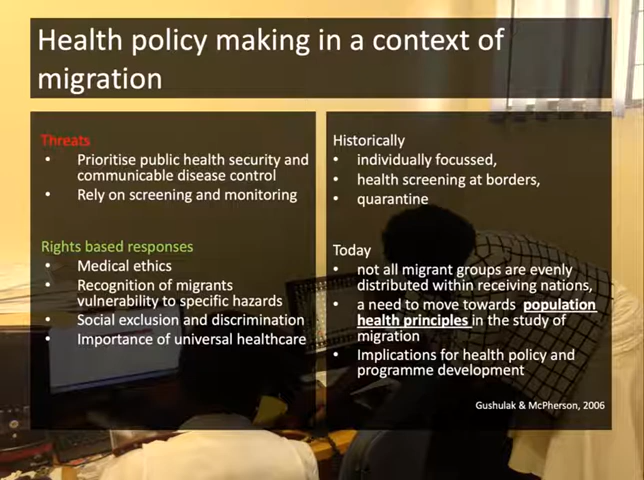 Health policy making in a context of
migration
Threats
• Prioritise public health security and
communicable disease control
• Rely on screening and monitoring
Rights based responses
• Medical ethics
• Recognition of migrants
vulnerability to specific hazards
• Social exclusion and discrimination
• Importance of universal healthcare
Historically
• individually focussed,
• health screening at borders,
• quarantine
Today
• not all migrant groups are evenly
distributed within receiving nations,
• a need to move towards population
health principles in the study of
migration
• Implications for health policy and
programme development
Gushulak & McPherson, 2006